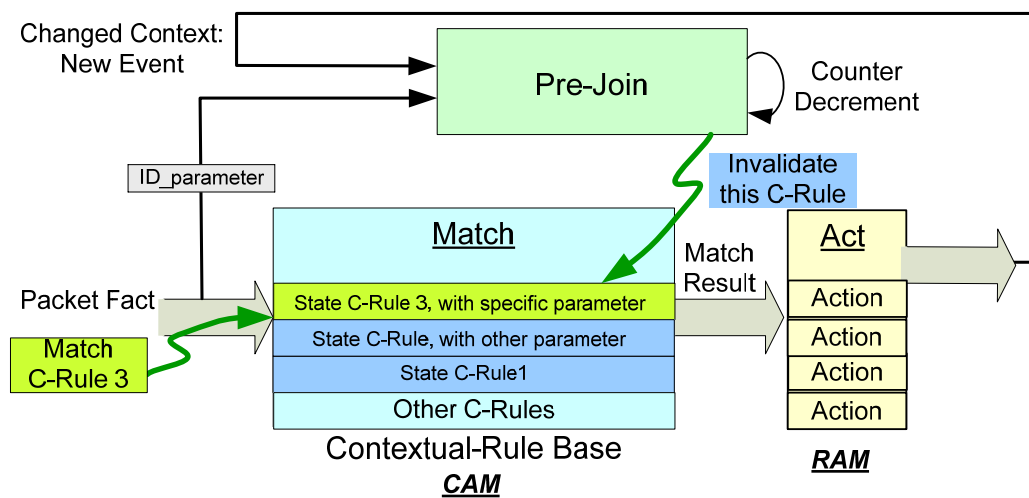 Changed Context:
New Event
Pre-Join
Counter
Decrement
ID_parameter
Invalidate
this C-Rule
Match
Act
Match
Result
Packet Fact
State C-Rule 3, with specific parameter
Action
State C-Rule, with other parameter
Action
Match
C-Rule 3
State C-Rule1
Action
Other C-Rules
Action
Contextual-Rule Base
CAM
RAM